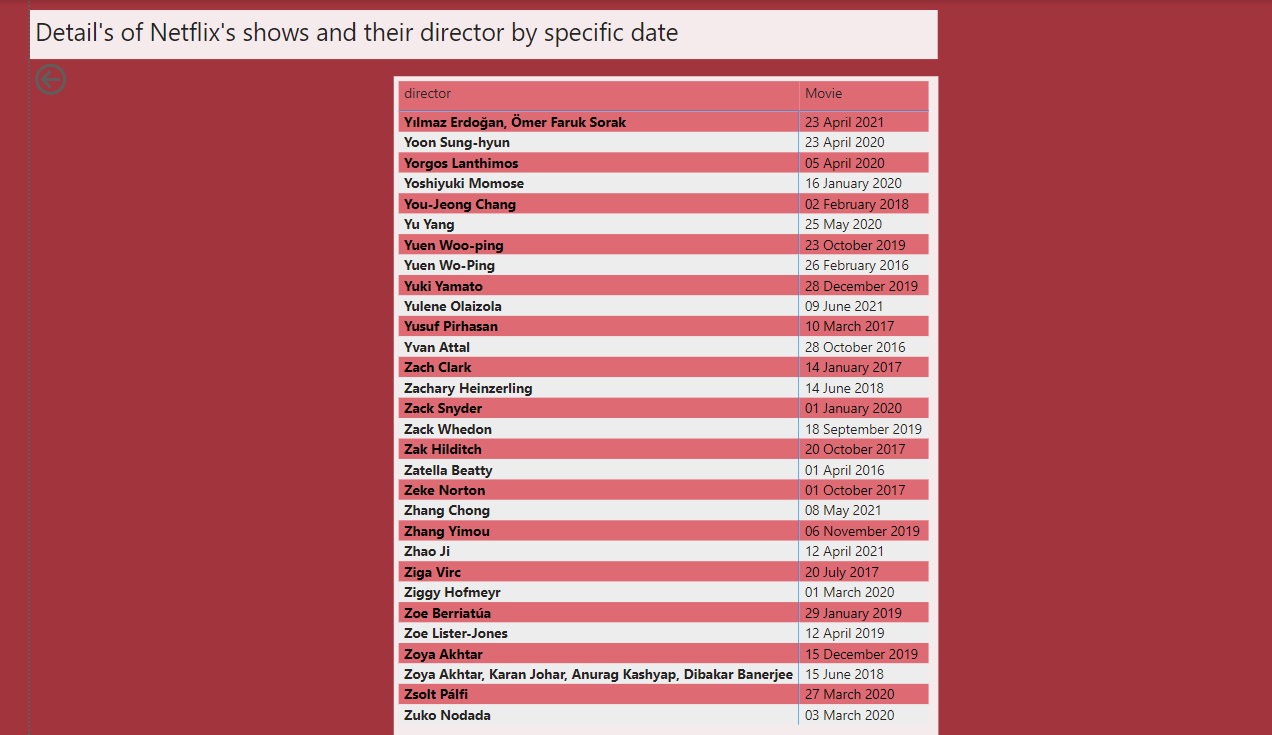 Detail's of Netflix's shows and their director by specific date
director Movie
Yılmaz Erdoğan, Ömer Faruk Sorak 23 April 2021
Yoon Sung-hyun 23 April 2020
Yorgos Lanthimos 05 April 2020
Yoshiyuki Momose 16 January 2020
You-Jeong Chang 02 February 2018
Yu Yang 25 May 2020
Yuen Woo-ping 23 October 2019
Yuen Wo-Ping 26 February 2016
Yuki Yamato 28 December 2019
Yulene Olaizola 09 June 2021
Yusuf Pirhasan 10 March 2017
Yvan Attal 28 October 2016
Zach Clark 14 January 2017
Zachary Heinzerling 14 June 2018
Zack Snyder 01 January 2020
Zack Whedon 18 September 2019
Zak Hilditch 20 October 2017
Zatella Beatty 01 April 2016
Zeke Norton 01 October 2017
Zhang Chong 08 May 2021
Zhang Yimou 06 November 2019
Zhao Ji 12 April 2021
Ziga Virc 20 July 2017
Ziggy Hofmeyr 01 March 2020
Zoe Berriatúa 29 January 2019
Zoe Lister-Jones 12 April 2019
Zoya Akhtar 15 December 2019
Zoya Akhtar, Karan Johar, Anurag Kashyap, Dibakar Banerjee 15 June 2018
Zsolt Pálfi 27 March 2020
Zuko Nodada 03 March 2020